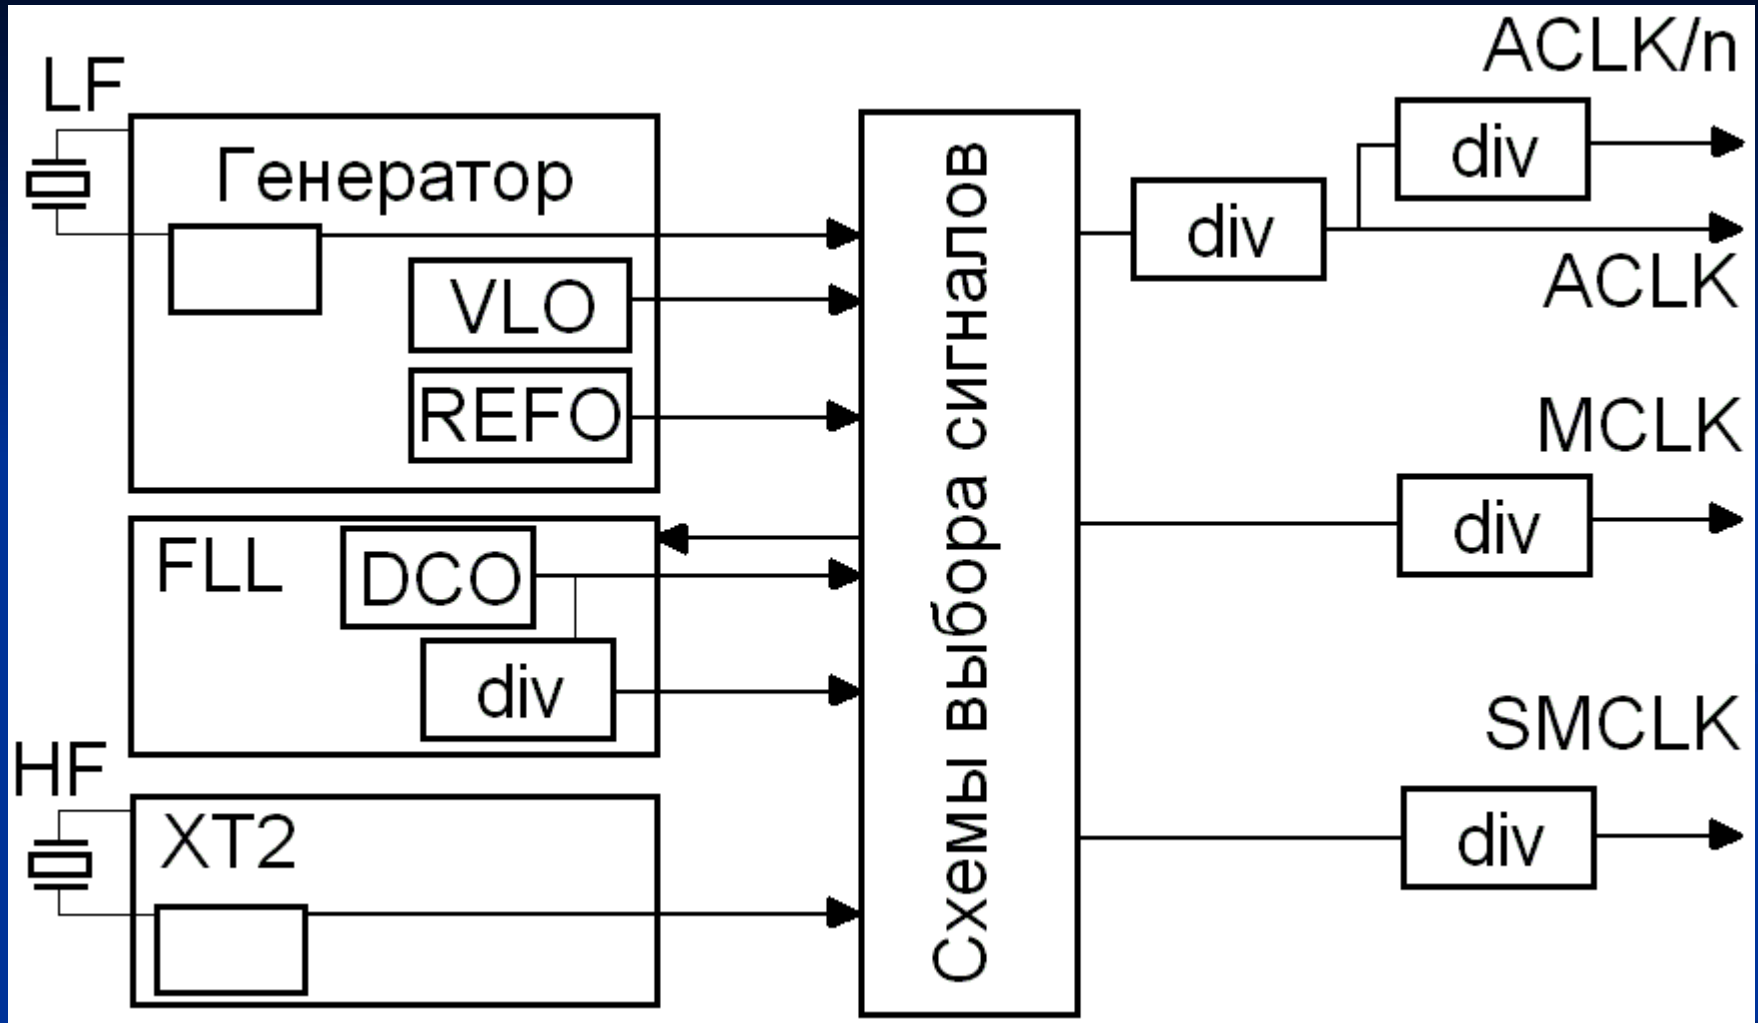 LF
Генератор
VLO
REFO
FLL
DCO
div
HF
XT2
Схемы выбора сигналов
ACLK/n
div
div
ACLK
MCLK
div
SMCLK
div